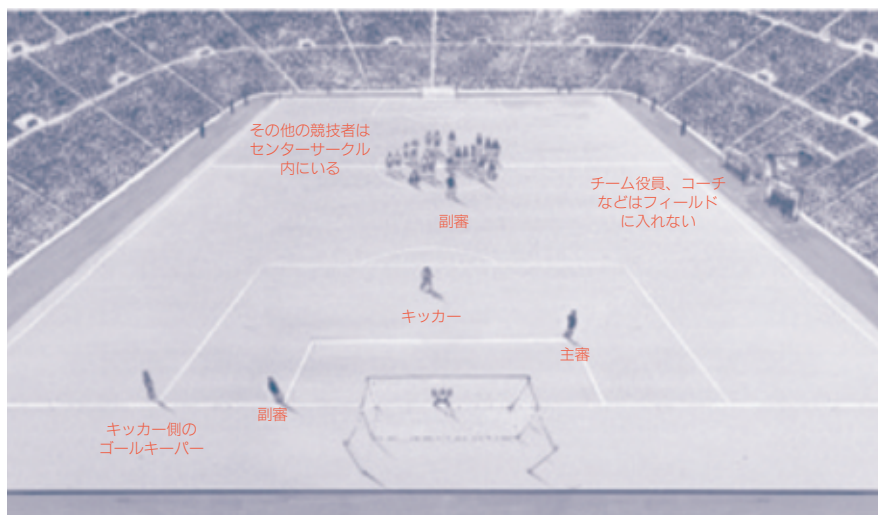 その他の競技者は
センターサークル
内にいる
チーム役員、コーチ
などはフィールド
に入れない
副審
キッカー
主審
副審
キッカー側の
ゴールキーパー